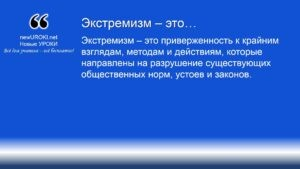 newUROKI.net
Новые УРОКИ
Всё для учителя - всё бесплатно!
Экстремизм – это…
Экстремизм – это приверженность к крайним
взглядам, методам и действиям, которые
направлены на разрушение существующих
общественных норм, устоев и законов.